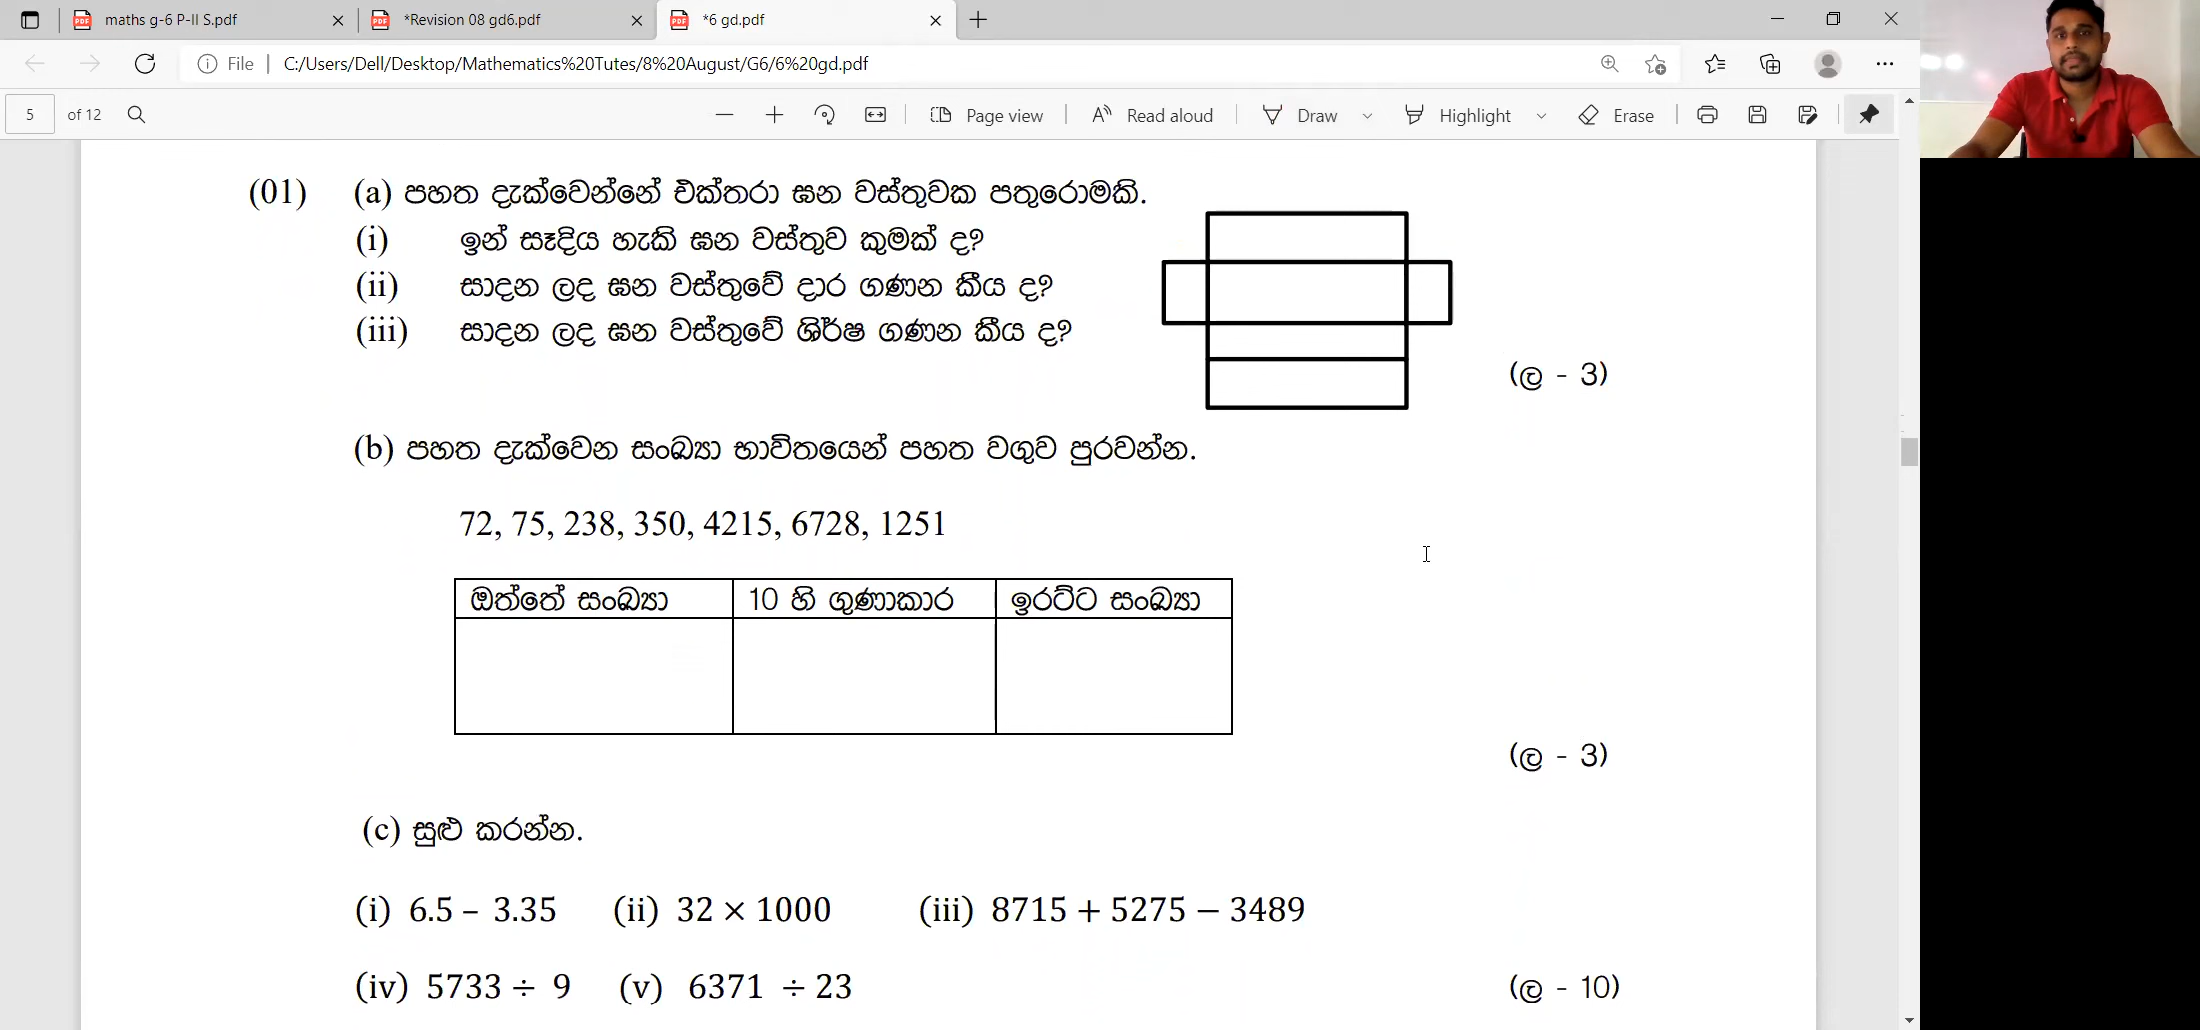 maths g-6 P-II S.pdf
*Revision 08 gd6.pdf
*6 gd.pdf
File | C:/Users/Dell/Desktop/Mathematics%20Tutes/8%20August/G6/6%20gd.pdf
5 of 12
Page view
Read aloud
Draw
Highlight
Erase
(01) (a) පහත දැක්වෙන්නේ එක්තරා ඝන වස්තුවක පතුරොමකි.
(i) ඉන් සෑදිය හැකි ඝන වස්තුව කුමක් ද?
(ii) සාදන ලද ඝන වස්තුවේ දාර ගණන කීය ද?
(iii) සාදන ලද ඝන වස්තුවේ ශිර්ෂ ගණන කීය ද?
(ල - 3)
(b) පහත දැක්වෙන සංඛ්‍යා භාවිතයෙන් පහත වගුව පුරවන්න.
72, 75, 238, 350, 4215, 6728, 1251
ඔත්තේ සංඛ්‍යා 10 හි ගුණාකාර ඉරට්ට සංඛ්‍යා
(ල - 3)
(c) සුළු කරන්න.
(i) 6.5 – 3.35 (ii) 32 × 1000 (iii) 8715 + 5275 − 3489
(iv) 5733 ÷ 9 (v) 6371 ÷ 23 (ල - 10)